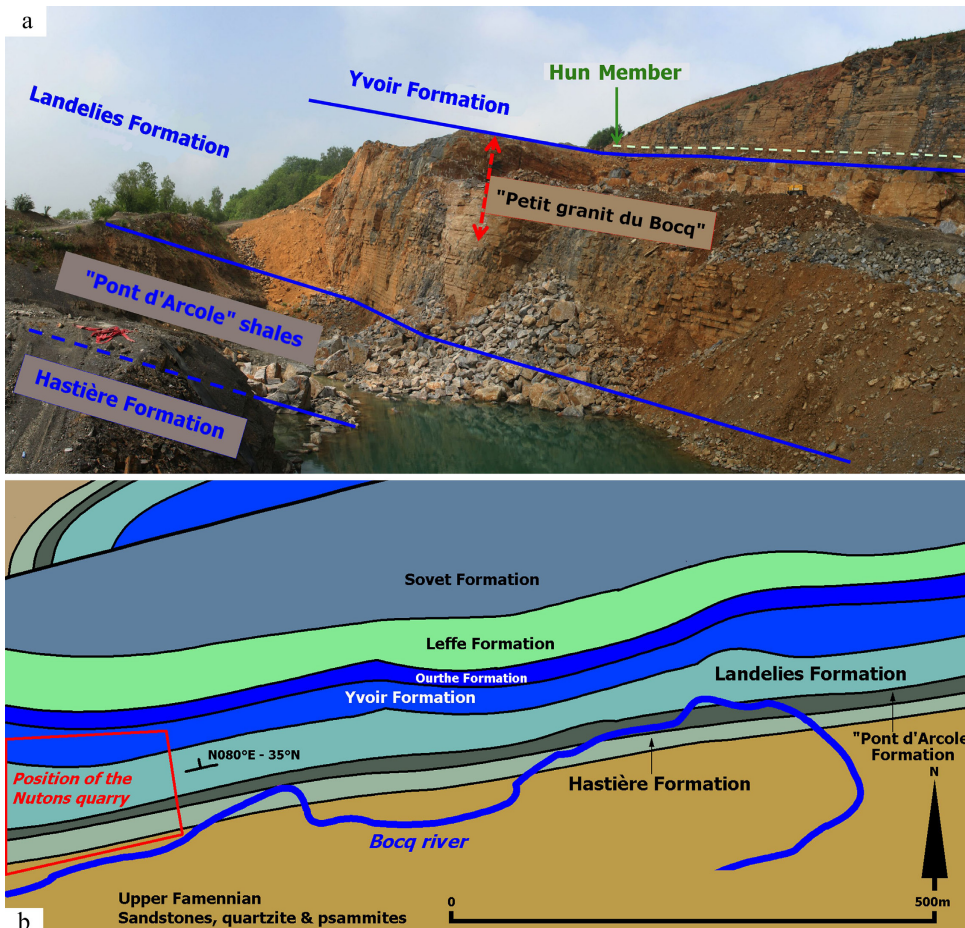 a
Hun Member
Yvoir Formation
Landelies Formation
"Petit granit du Bocq"
"Pont d'Arcole" shales
Hastière Formation
Sovet Formation
Leffe Formation
Ourthe Formation
Yvoir Formation
Landelies Formation
N080°E - 35°N
"Pont d'Arcole"
Formation
Position of the
Nutons quarry
Hastière Formation
N
Bocq river
Upper Famennian
Sandstones, quartzite & psammites
0
500m
b